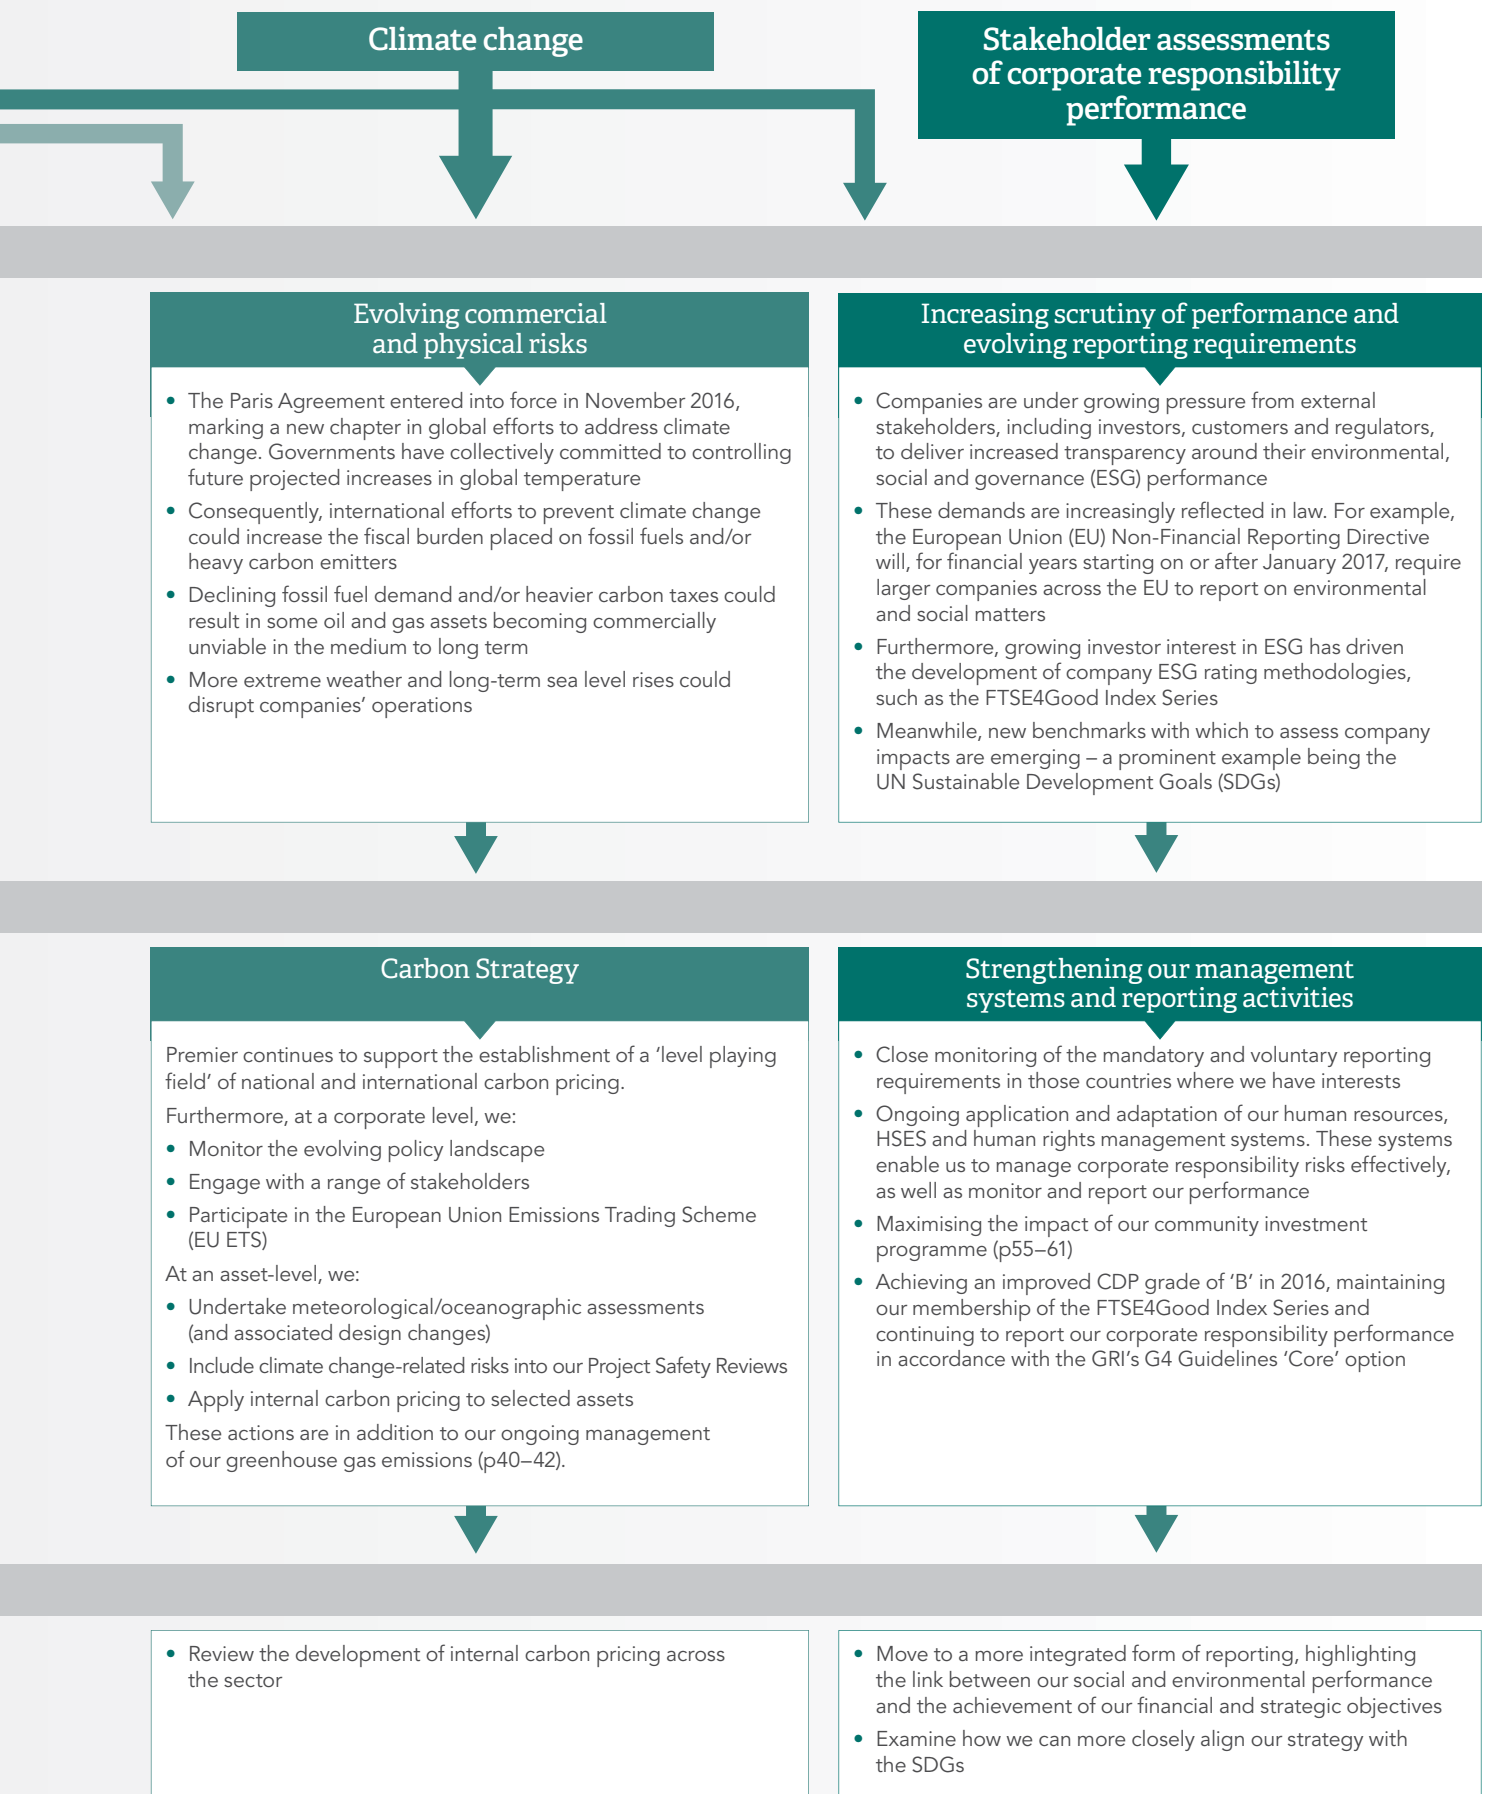 Climate change
Stakeholder assessments
of corporate responsibility
performance
Evolving commercial
and physical risks
• The Paris Agreement entered into force in November 2016,
marking a new chapter in global efforts to address climate
change. Governments have collectively committed to controlling
future projected increases in global temperature
• Consequently, international efforts to prevent climate change
could increase the fiscal burden placed on fossil fuels and/or
heavy carbon emitters
• Declining fossil fuel demand and/or heavier carbon taxes could
result in some oil and gas assets becoming commercially
unviable in the medium to long term
• More extreme weather and long-term sea level rises could
disrupt companies’ operations
Increasing scrutiny of performance and
evolving reporting requirements
• Companies are under growing pressure from external
stakeholders, including investors, customers and regulators,
to deliver increased transparency around their environmental,
social and governance (ESG) performance
• These demands are increasingly reflected in law. For example,
the European Union (EU) Non-Financial Reporting Directive
will, for financial years starting on or after January 2017, require
larger companies across the EU to report on environmental
and social matters
• Furthermore, growing investor interest in ESG has driven
the development of company ESG rating methodologies,
such as the FTSE4Good Index Series
• Meanwhile, new benchmarks with which to assess company
impacts are emerging – a prominent example being the
UN Sustainable Development Goals (SDGs)
Carbon Strategy
Premier continues to support the establishment of a ‘level playing
field’ of national and international carbon pricing.
Furthermore, at a corporate level, we:
• Monitor the evolving policy landscape
• Engage with a range of stakeholders
• Participate in the European Union Emissions Trading Scheme
(EU ETS)
At an asset-level, we:
• Undertake meteorological/oceanographic assessments
(and associated design changes)
• Include climate change-related risks into our Project Safety Reviews
• Apply internal carbon pricing to selected assets
These actions are in addition to our ongoing management
of our greenhouse gas emissions (p40–42).
Strengthening our management
systems and reporting activities
• Close monitoring of the mandatory and voluntary reporting
requirements in those countries where we have interests
• Ongoing application and adaptation of our human resources,
HSES and human rights management systems. These systems
enable us to manage corporate responsibility risks effectively,
as well as monitor and report our performance
• Maximising the impact of our community investment
programme (p55–61)
• Achieving an improved CDP grade of ‘B’ in 2016, maintaining
our membership of the FTSE4Good Index Series and
continuing to report our corporate responsibility performance
in accordance with the GRI’s G4 Guidelines ‘Core’ option
• Review the development of internal carbon pricing across
the sector
• Move to a more integrated form of reporting, highlighting
the link between our social and environmental performance
and the achievement of our financial and strategic objectives
• Examine how we can more closely align our strategy with
the SDGs